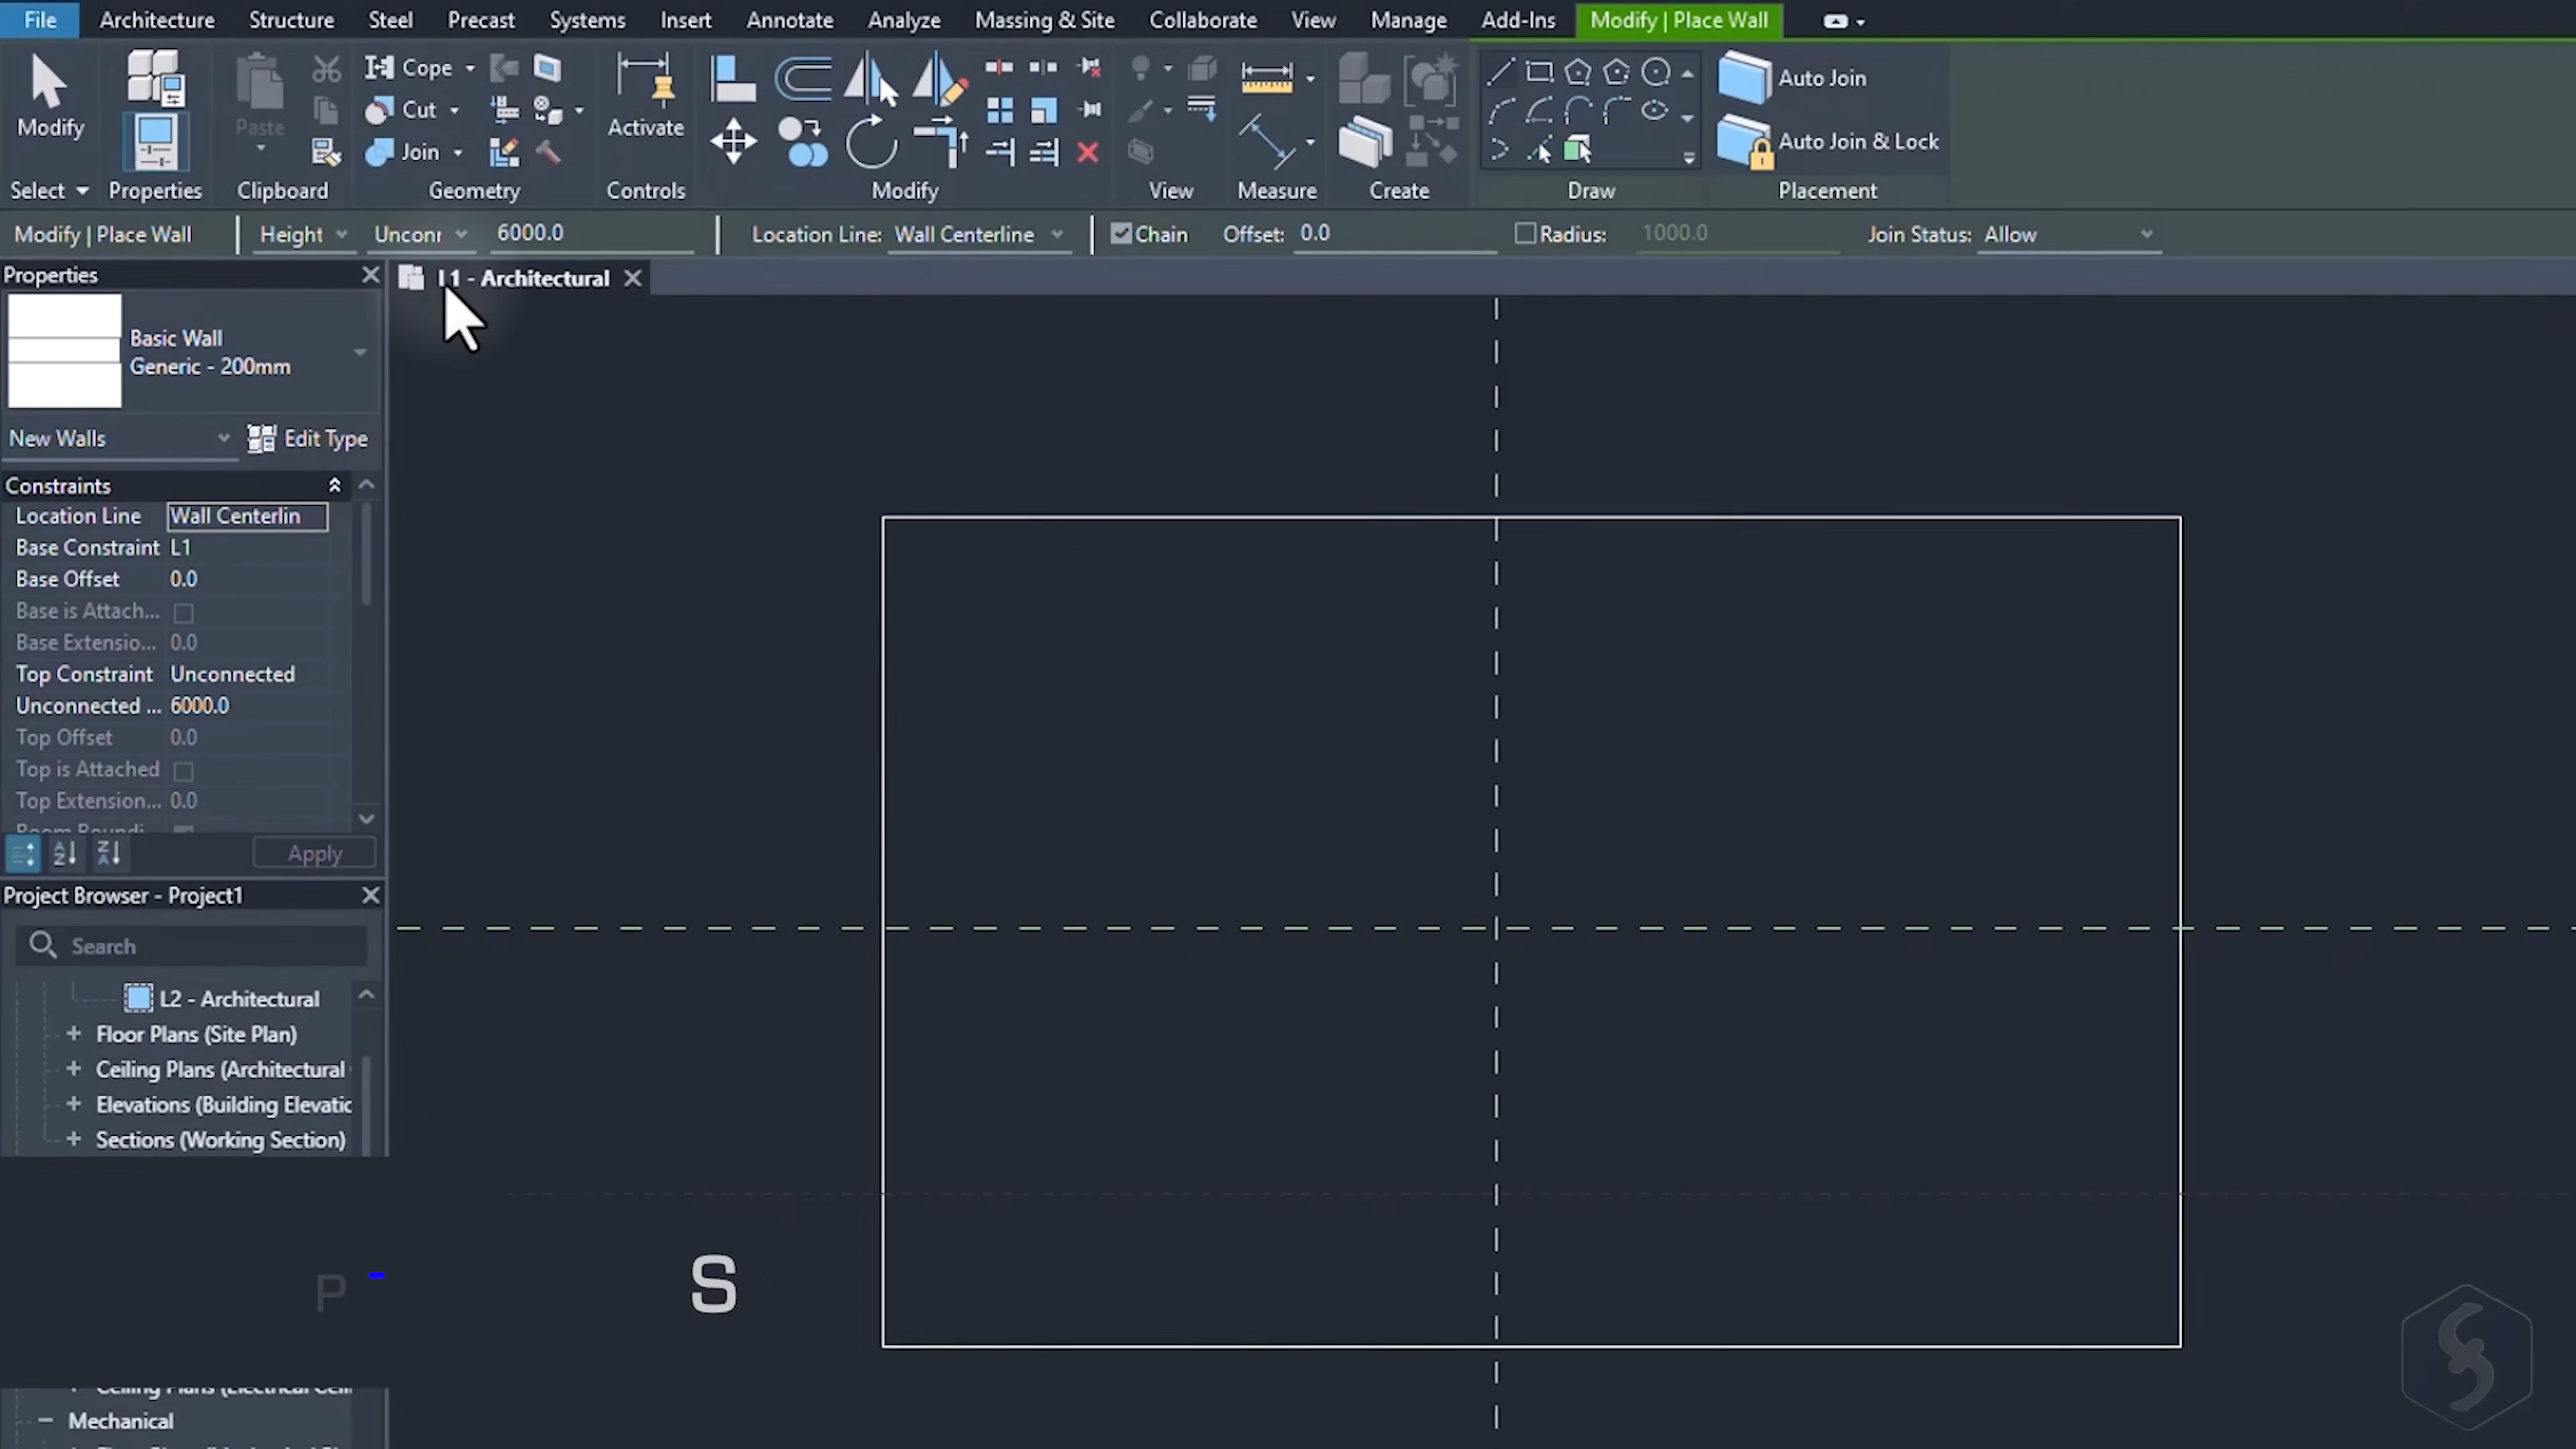 File Architecture Structure Steel Precast Systems Insert Annotate Analyze Massing & Site Collaborate View Manage Add-Ins Modify | Place Wall
Modify
Paste
Cope
Cut
Join
Activate
Auto Join
Auto Join & Lock
Select Properties Clipboard Geometry Controls Modify View Measure Create Draw Placement
Modify | Place Wall Height Unconr 6000.0 Location Line: Wall Centerline Chain Offset: 0.0 Radius: 1000.0 Join Status: Allow
Properties
L1 - Architectural
Basic Wall
Generic - 200mm
New Walls Edit Type
Constraints
Location Line Wall Centerlin
Base Constraint L1
Base Offset 0.0
Base is Attach...
Base Extensio... 0.0
Top Constraint Unconnected
Unconnected ... 6000.0
Top Offset 0.0
Top is Attached
Top Extension... 0.0
Apply
Project Browser - Project1
Search
L2 - Architectural
Floor Plans (Site Plan)
Ceiling Plans (Architectural
Elevations (Building Elevatic
Sections (Working Section)
P S
Mechanical